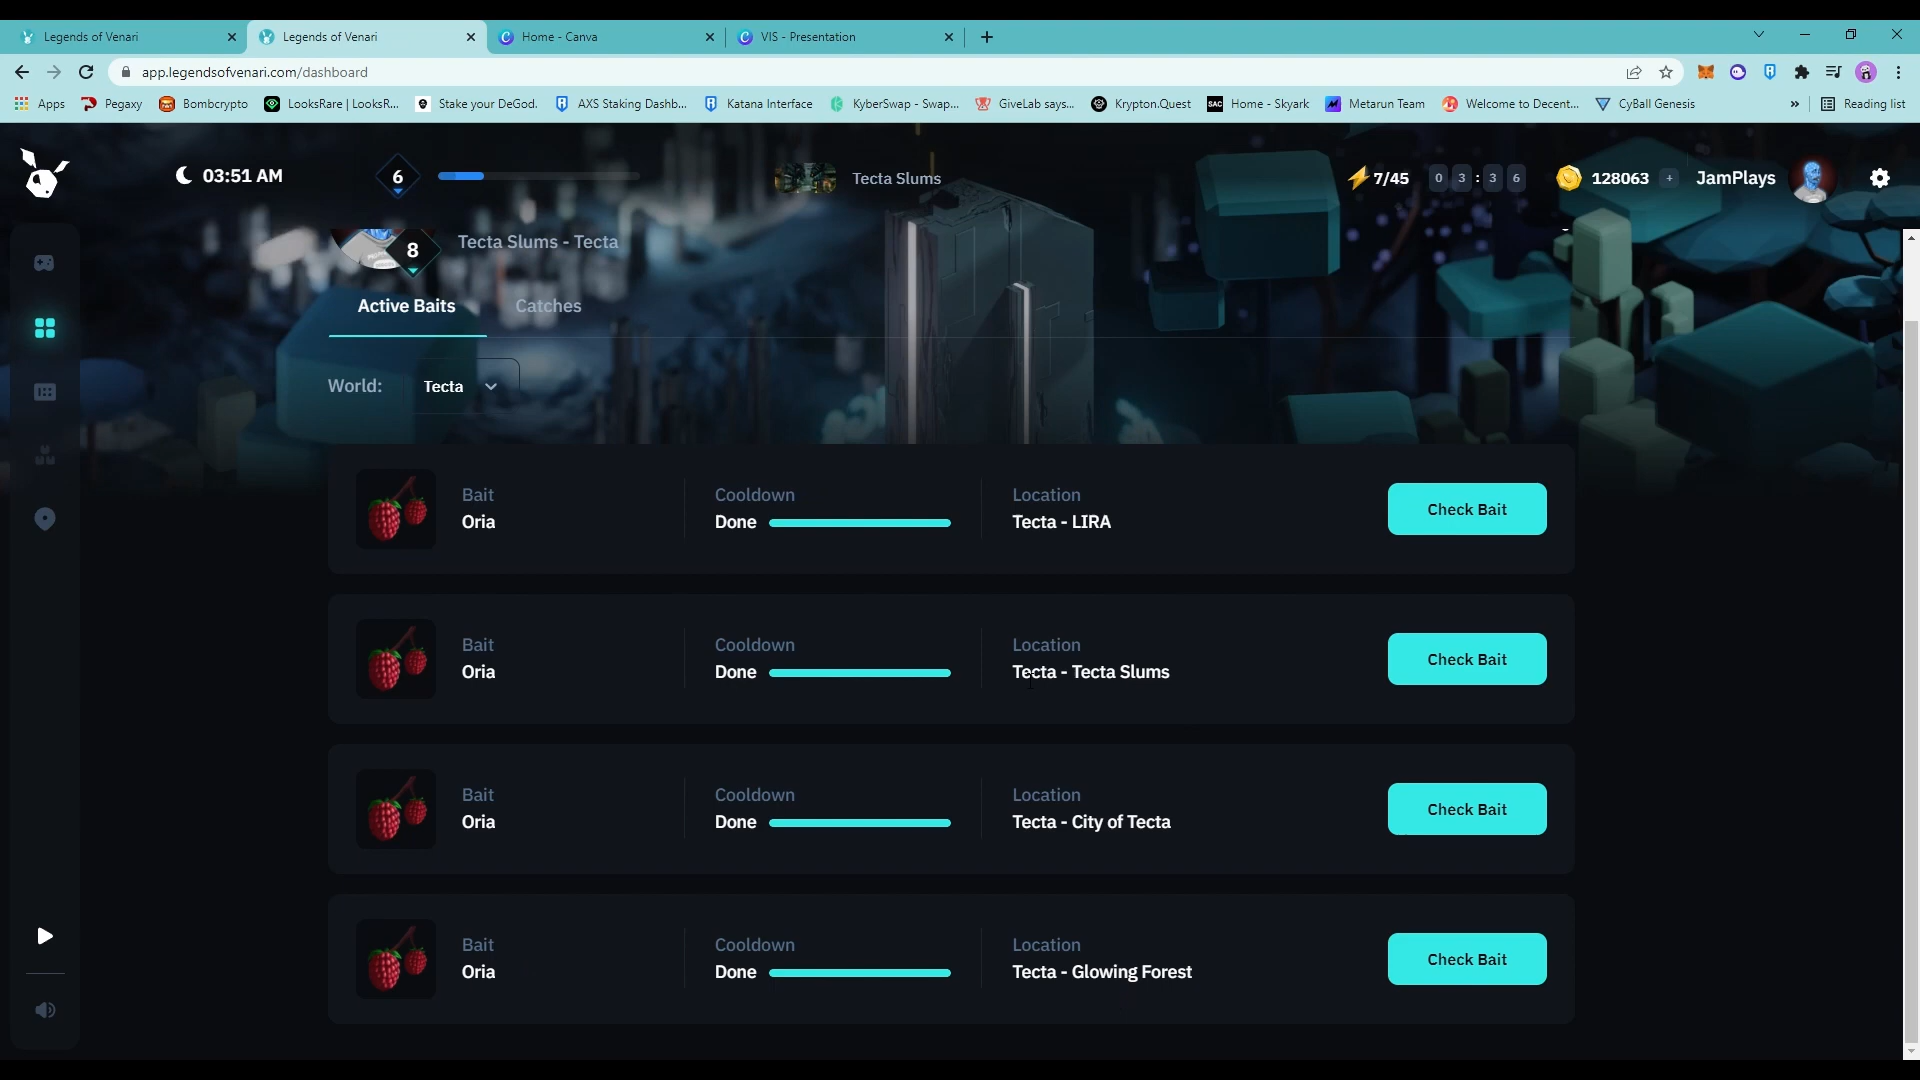 Legends of Venari
Legends of Venari
Home - Canva
VIS - Presentation
app.legendsofvenari.com/dashboard
Apps
Pegaxy
Bombcrypto
LooksRare | LooksR...
Stake your DeGod.
AXS Staking Dashb...
Katana Interface
KyberSwap - Swap...
GiveLab says...
Krypton.Quest
SAC
Home - Skyark
Metarun Team
Welcome to Decent...
CyBall Genesis
»
Reading list
03:51 AM
6
Tecta Slums
7/45
0 3 : 3 6
128063
+
JamPlays
8
Tecta Slums - Tecta
Active Baits
Catches
World:
Tecta
Bait
Oria
Cooldown
Done
Location
Tecta - LIRA
Check Bait
Bait
Oria
Cooldown
Done
Location
Tecta - Tecta Slums
Check Bait
Bait
Oria
Cooldown
Done
Location
Tecta - City of Tecta
Check Bait
Bait
Oria
Cooldown
Done
Location
Tecta - Glowing Forest
Check Bait